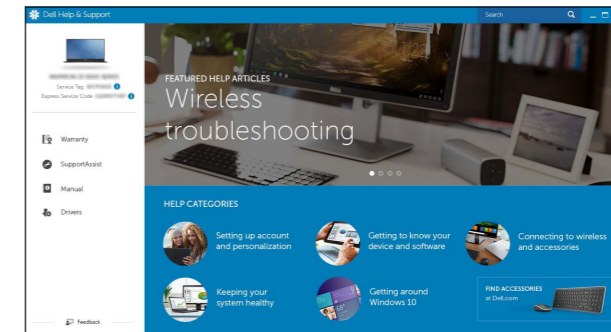 Dell Help & Support
Search
Service Tag:
Express Service Code:
Warranty
SupportAssist
Manual
Drivers
Feedback
FEATURED HELP ARTICLES
Wireless
troubleshooting
HELP CATEGORIES
Setting up account
and personalization
Getting to know your
device and software
Connecting to wireless
and accessories
Keeping your
system healthy
Getting around
Windows 10
FIND ACCESSORIES
at Dell.com